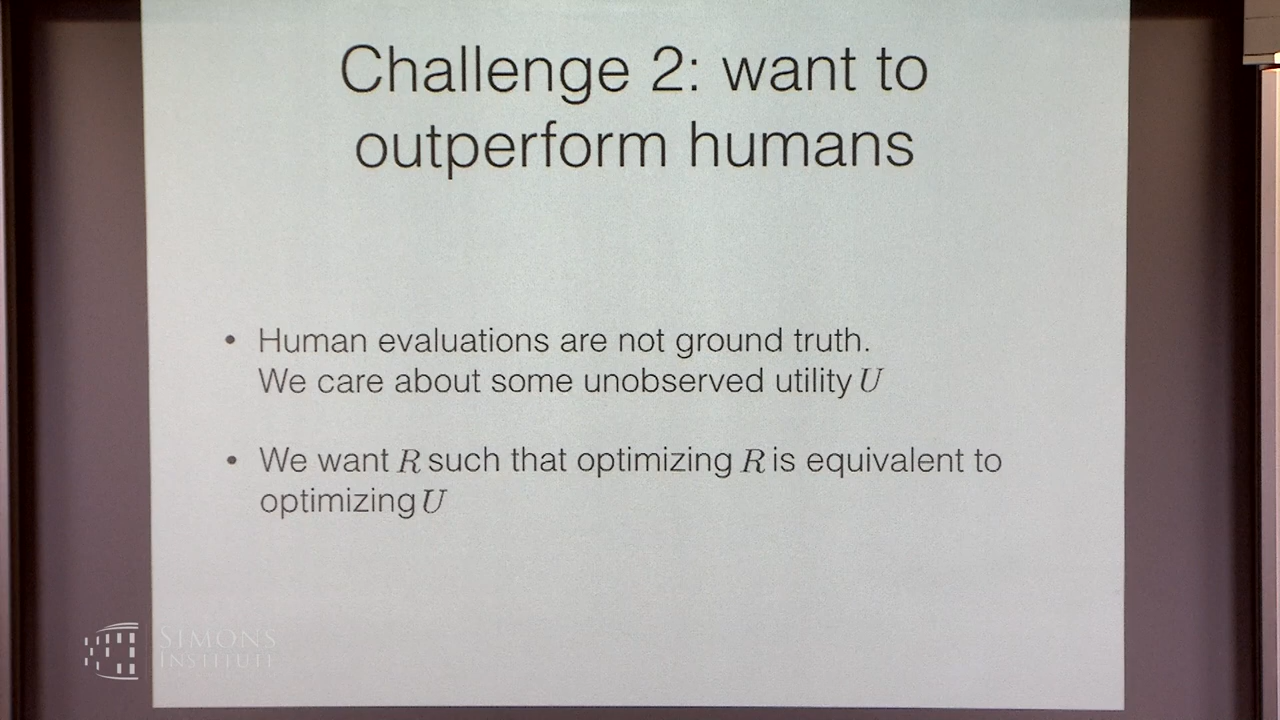 Challenge 2: want to
outperform humans
• Human evaluations are not ground truth.
We care about some unobserved utility U
• We want R such that optimizing R is equivalent to
optimizing U
SIMONS
INSTITUTE